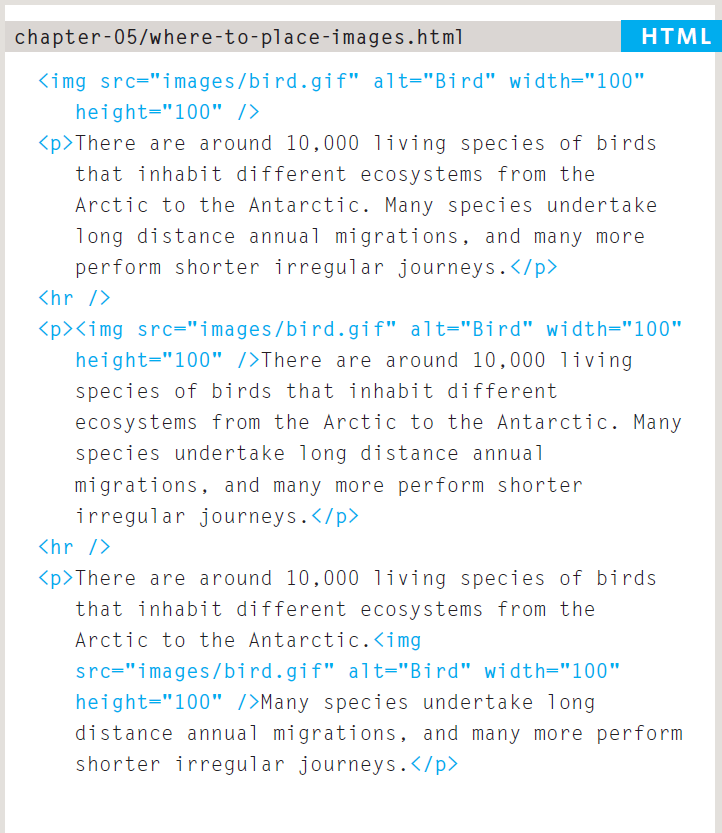 chapter-05/where-to-place-images.html HTML
<img src="images/bird.gif" alt="Bird" width="100"
height="100" />
<p>There are around 10,000 living species of birds
that inhabit different ecosystems from the
Arctic to the Antarctic. Many species undertake
long distance annual migrations, and many more
perform shorter irregular journeys.</p>
<hr />
<p><img src="images/bird.gif" alt="Bird" width="100"
height="100" />There are around 10,000 living
species of birds that inhabit different
ecosystems from the Arctic to the Antarctic. Many
species undertake long distance annual
migrations, and many more perform shorter
irregular journeys.</p>
<hr />
<p>There are around 10,000 living species of birds
that inhabit different ecosystems from the
Arctic to the Antarctic.<img
src="images/bird.gif" alt="Bird" width="100"
height="100" />Many species undertake long
distance annual migrations, and many more perform
shorter irregular journeys.</p>